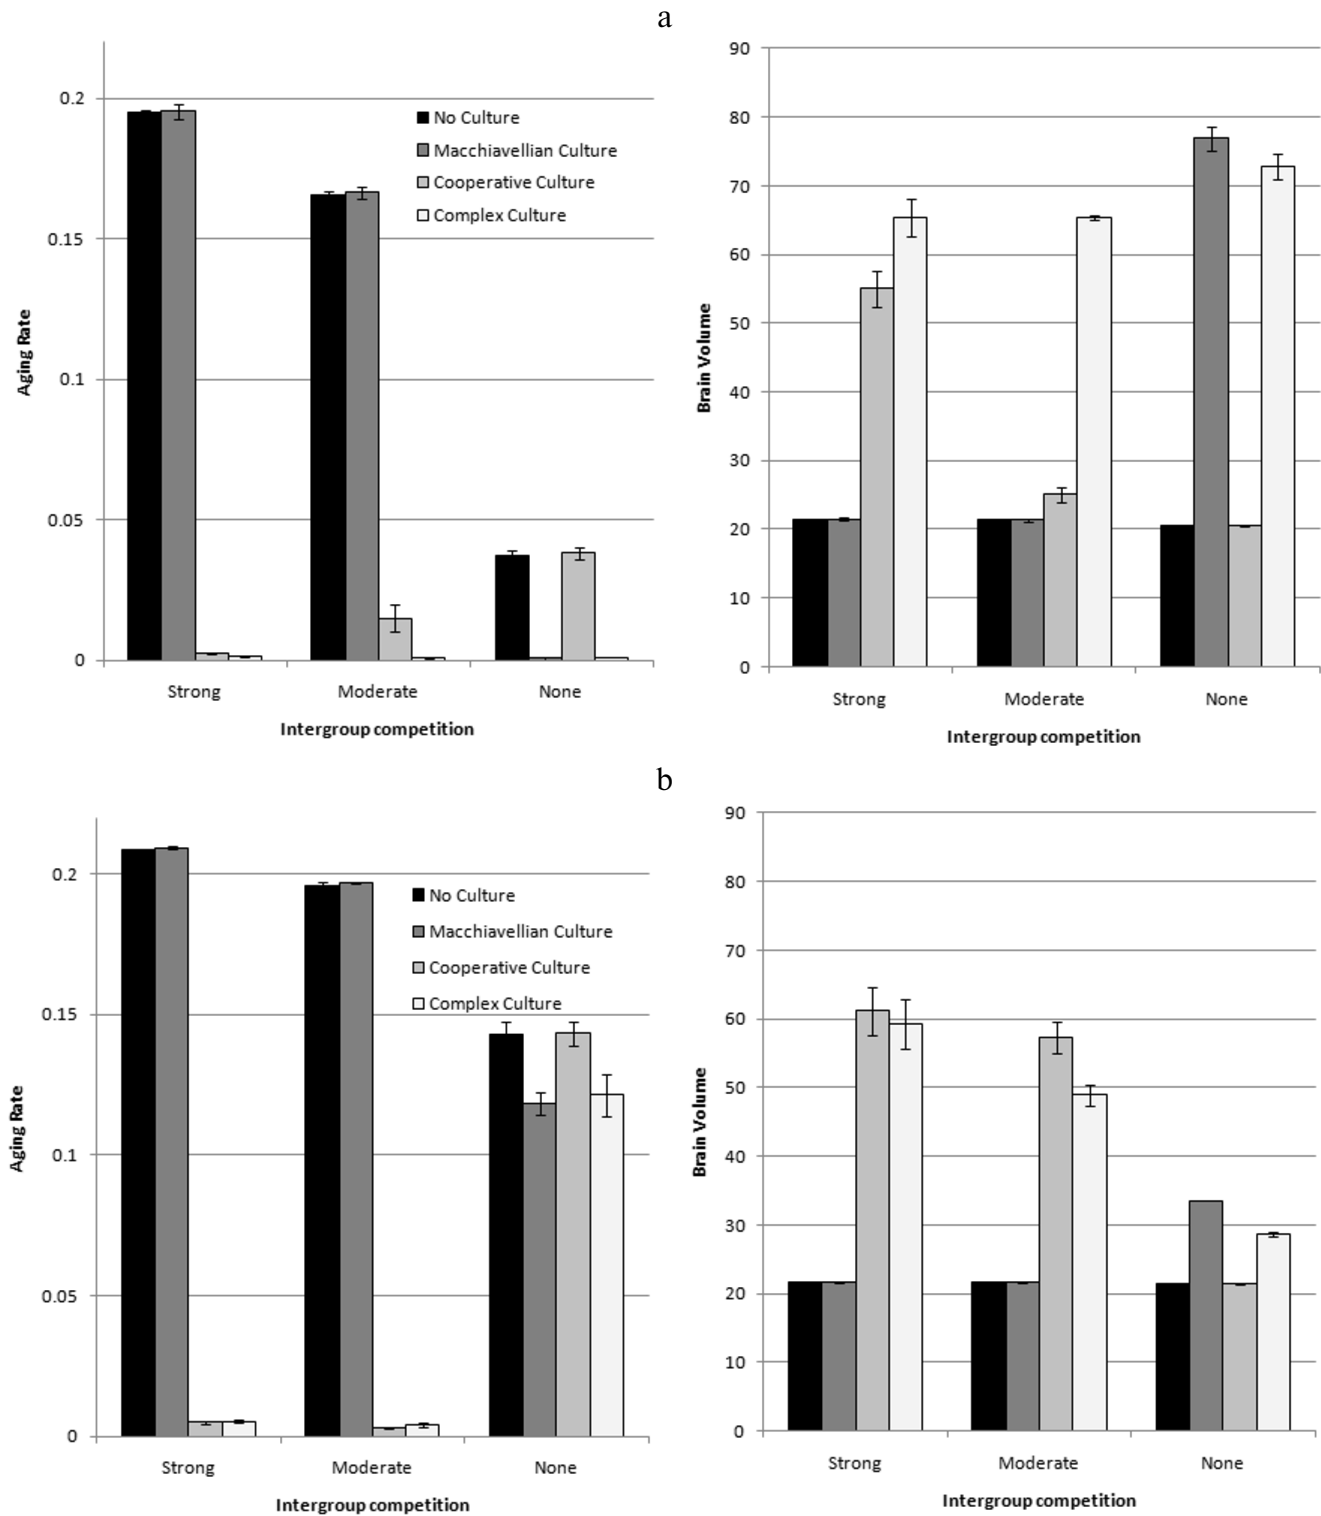 a
0.2
0.15
0.1
0.05
0
Aging Rate
No Culture
Macchiavellian Culture
Cooperative Culture
Complex Culture
Strong Moderate None
Intergroup competition
90
80
70
60
50
40
30
20
10
0
Brain Volume
Strong Moderate None
Intergroup competition
b
0.2
0.15
0.1
0.05
0
Aging Rate
No Culture
Macchiavellian Culture
Cooperative Culture
Complex Culture
Strong Moderate None
Intergroup competition
90
80
70
60
50
40
30
20
10
0
Brain Volume
Strong Moderate None
Intergroup competition